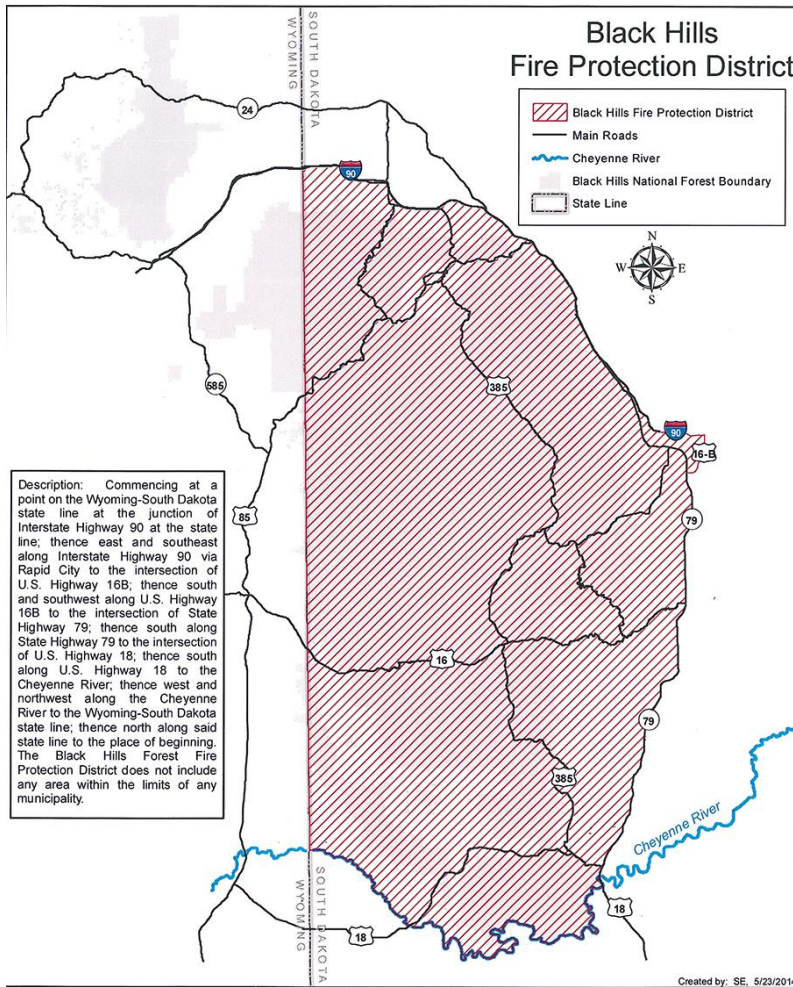 Black Hills
Fire Protection District
Black Hills Fire Protection District
Main Roads
Cheyenne River
Black Hills National Forest Boundary
State Line
N
W E
S
WYOMING
SOUTH DAKOTA
24
90
585
385
90
16-B
79
85
16
79
385
Description: Commencing at a
point on the Wyoming-South Dakota
state line at the junction of
Interstate Highway 90 at the state
line; thence east and southeast
along Interstate Highway 90 via
Rapid City to the intersection of
U.S. Highway 16B; thence south
and southwest along U.S. Highway
16B to the intersection of State
Highway 79; thence south along
State Highway 79 to the intersection
of U.S. Highway 18; thence south
along U.S. Highway 18 to the
Cheyenne River; thence west and
northwest along the Cheyenne
River to the Wyoming-South Dakota
state line; thence north along said
state line to the place of beginning.
The Black Hills Forest Fire
Protection District does not include
any area within the limits of any
municipality.
Cheyenne River
WYOMING
SOUTH DAKOTA
18
18
Created by: SE, 5/23/2014